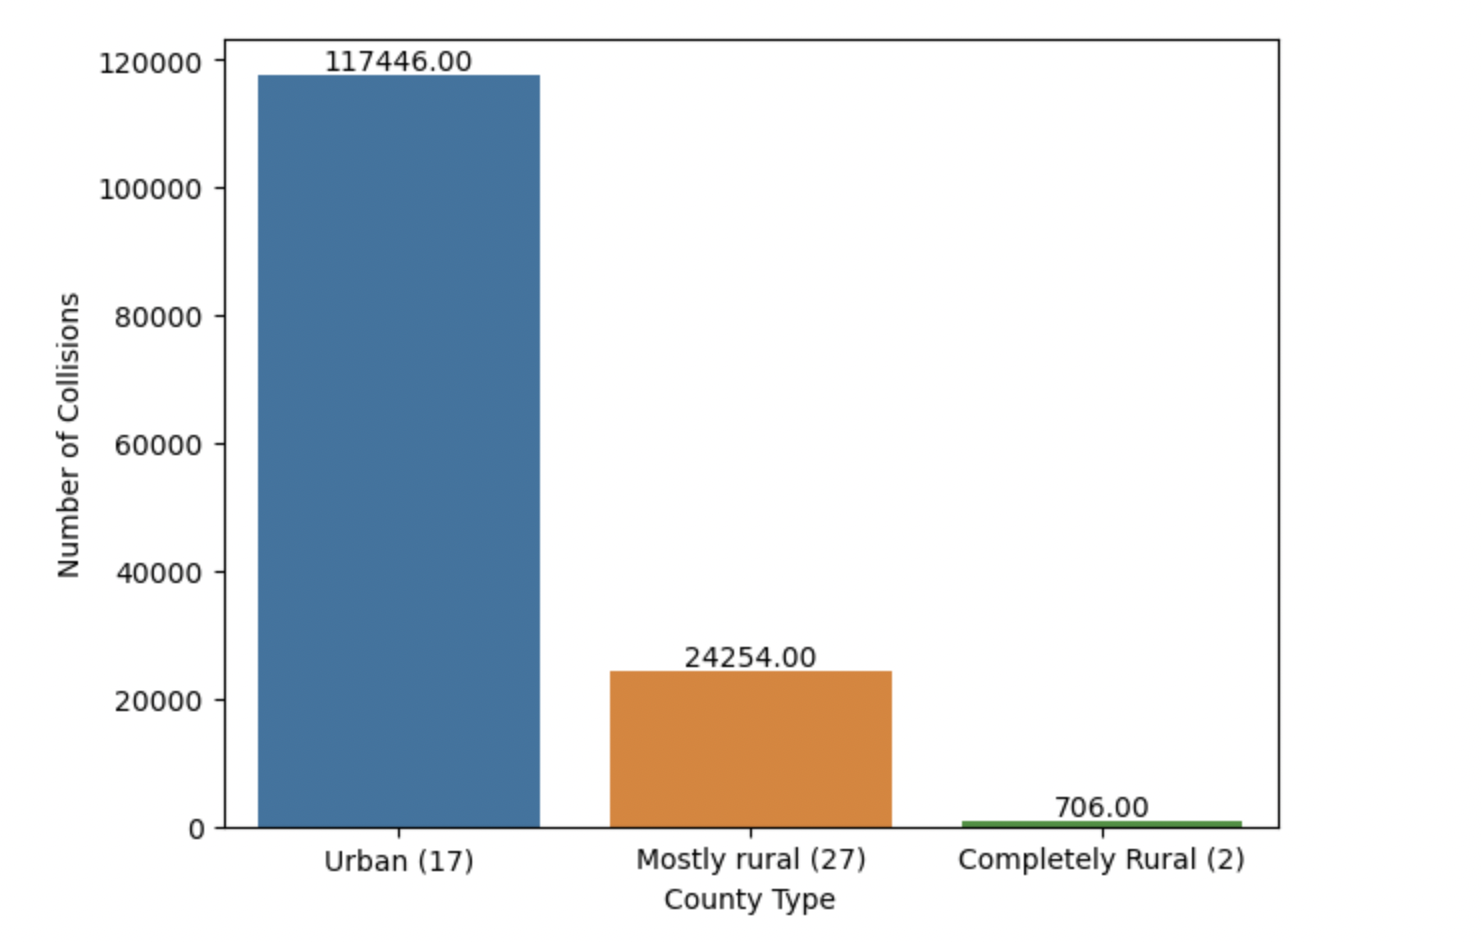 120000
100000
80000
60000
40000
20000
0
Number of Collisions
117446.00
24254.00
706.00
Urban (17)
Mostly rural (27)
Completely Rural (2)
County Type